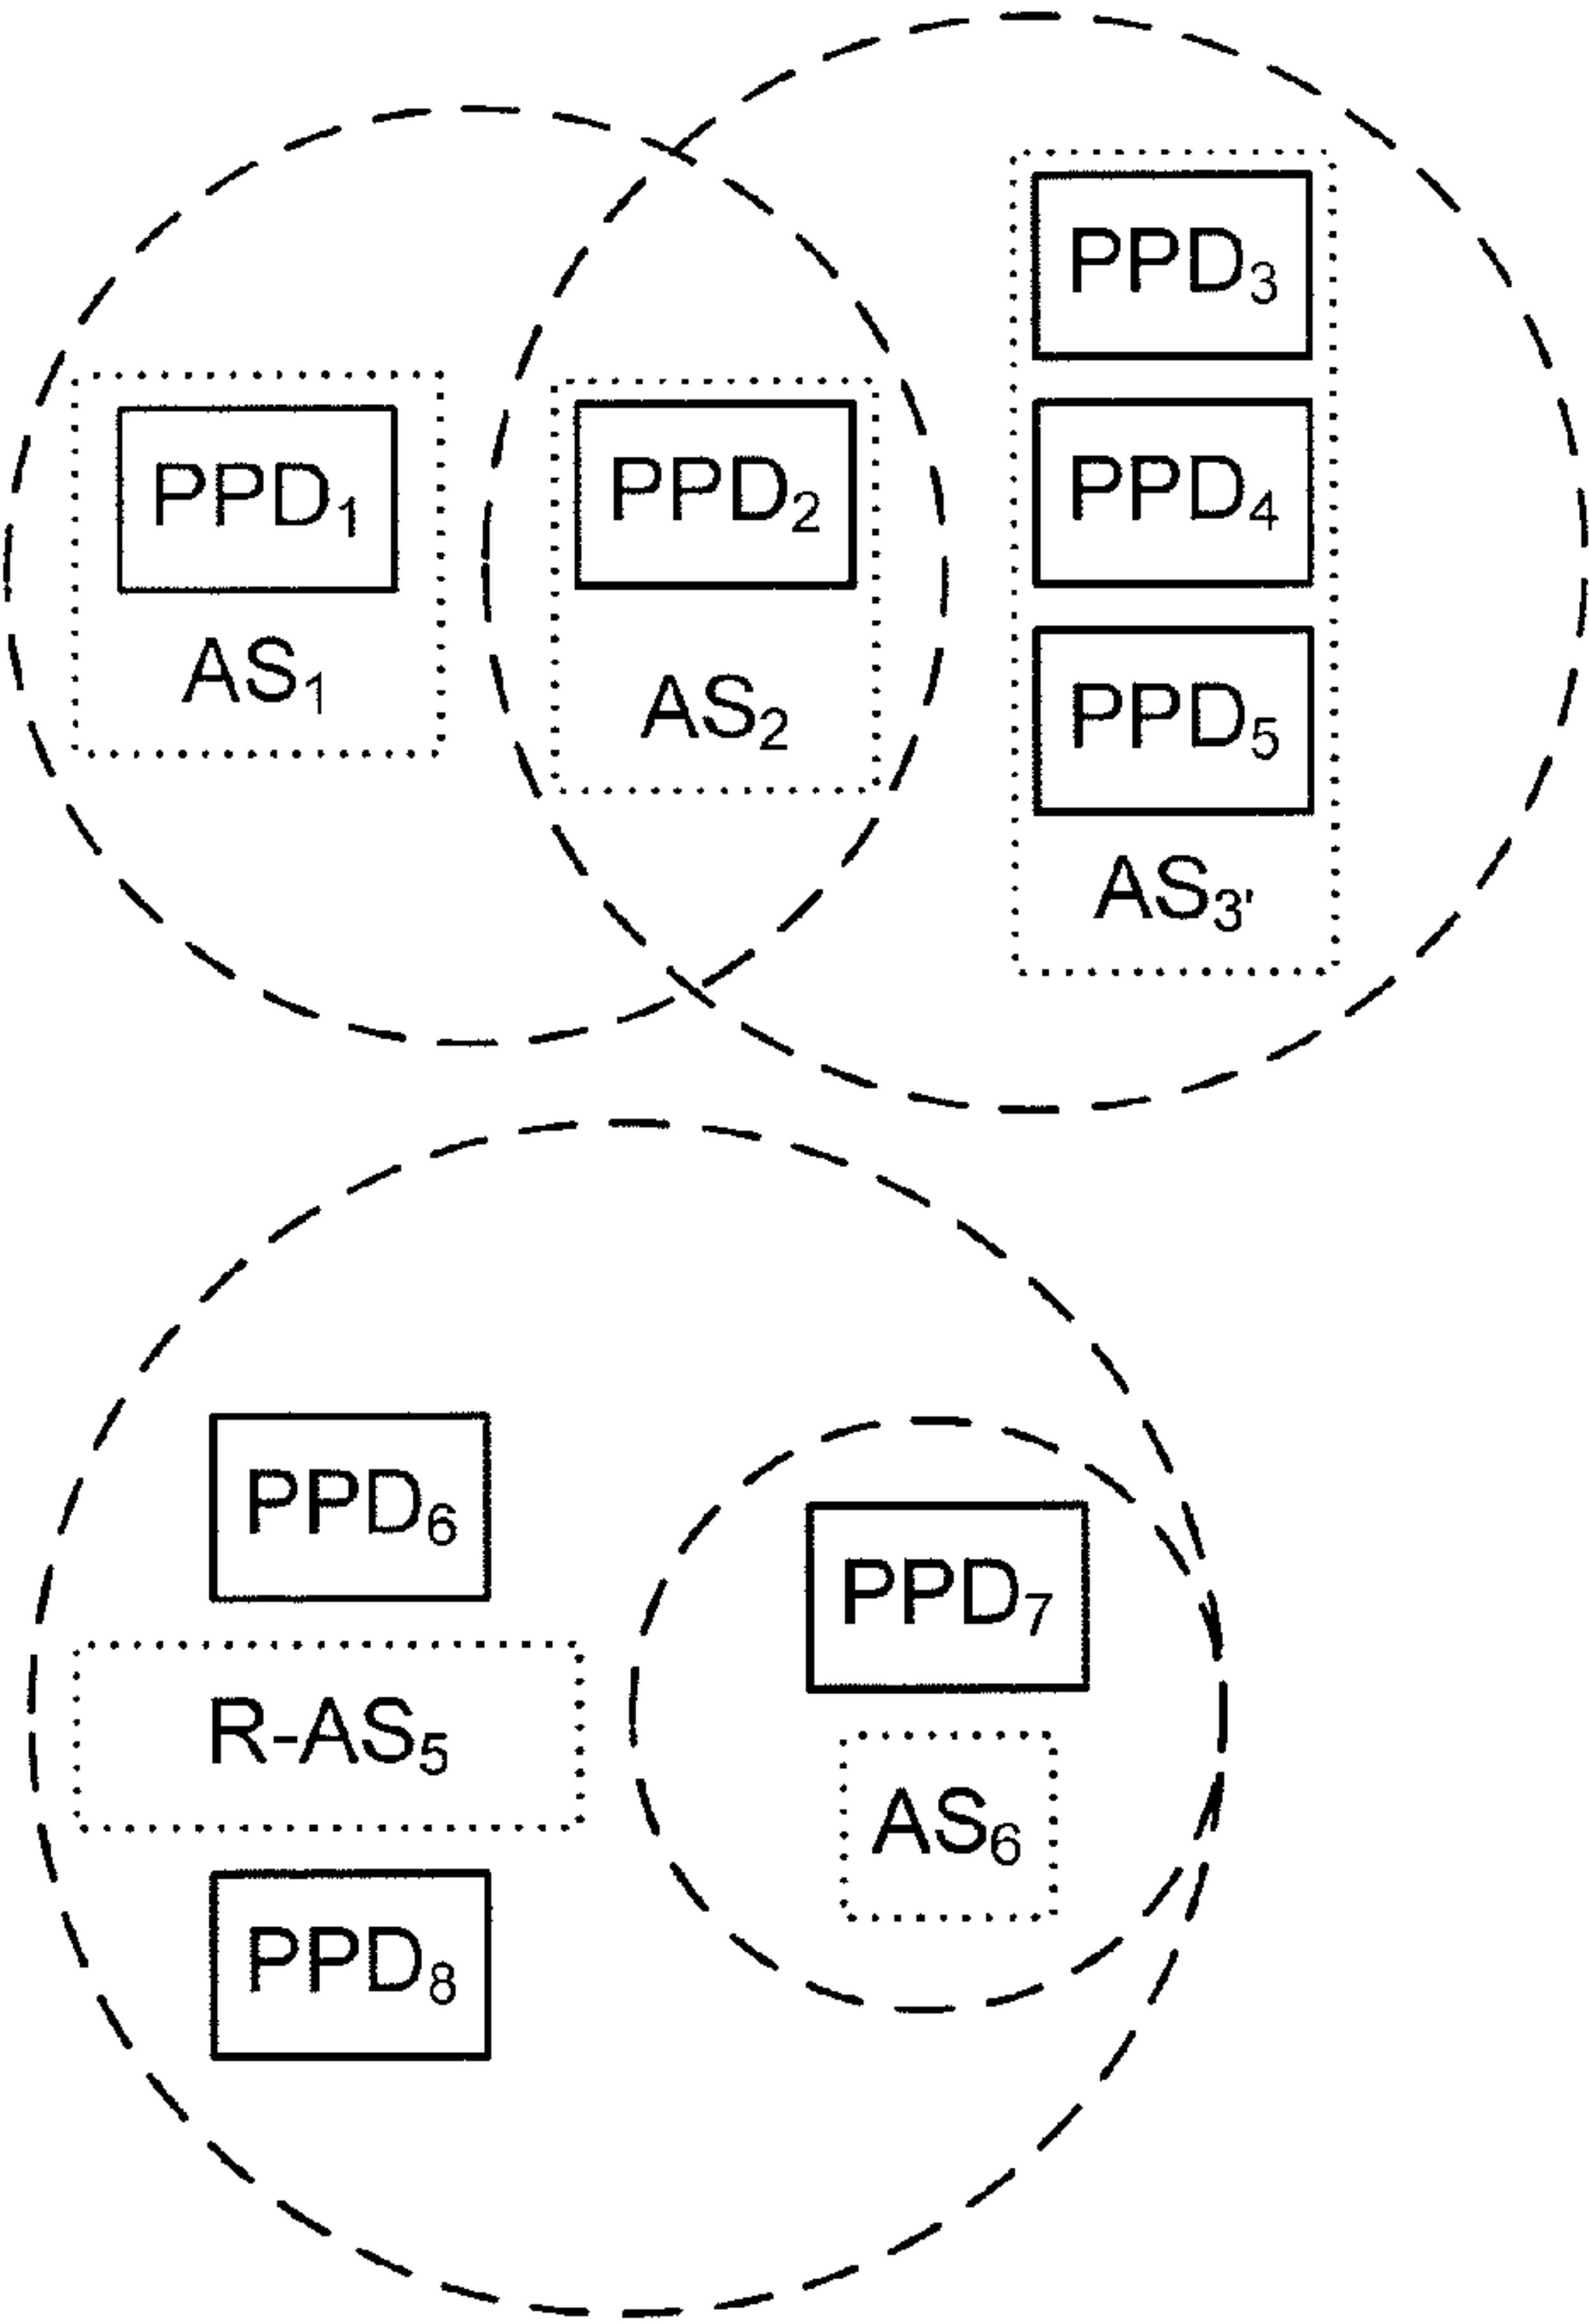 PPD₁
AS₁
PPD₂
AS₂
PPD₃
PPD₄
PPD₅
AS₃'
PPD₆
R-AS₅
PPD₈
PPD₇
AS₆